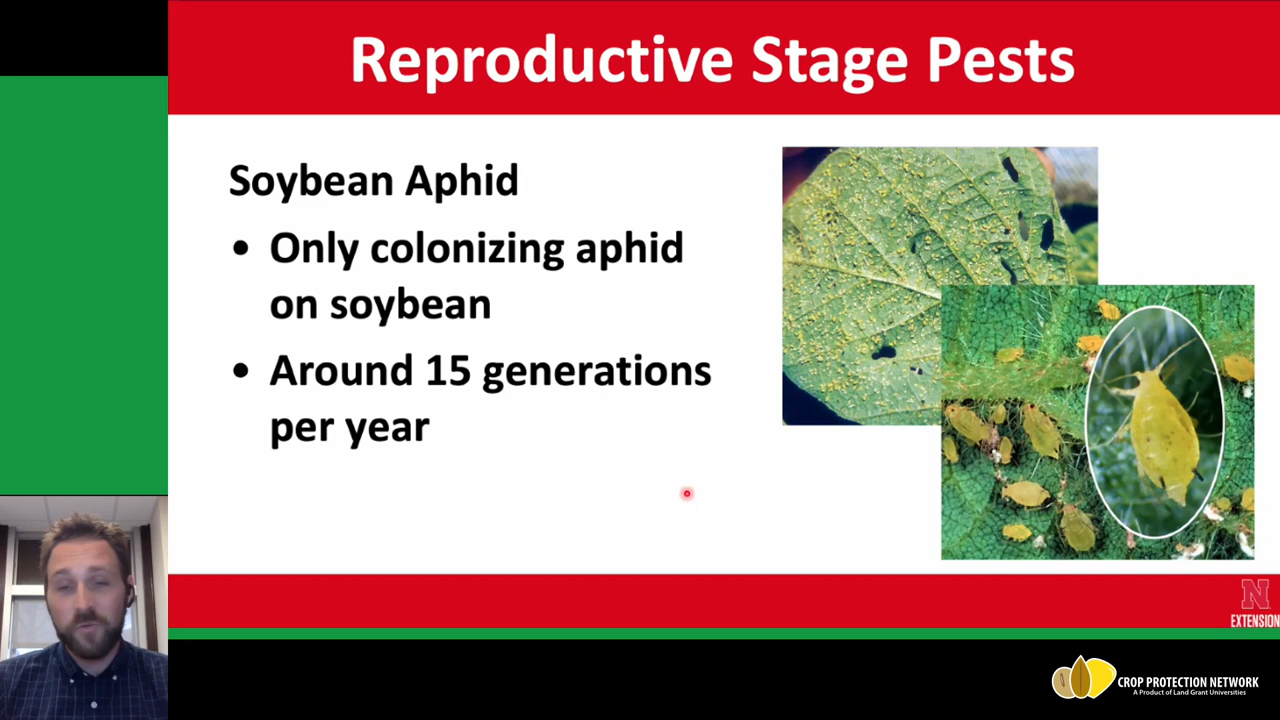 Reproductive Stage Pests
Soybean Aphid
• Only colonizing aphid
on soybean
• Around 15 generations
per year
N
EXTENSION
CROP PROTECTION NETWORK
A Product of Land Grant Universities